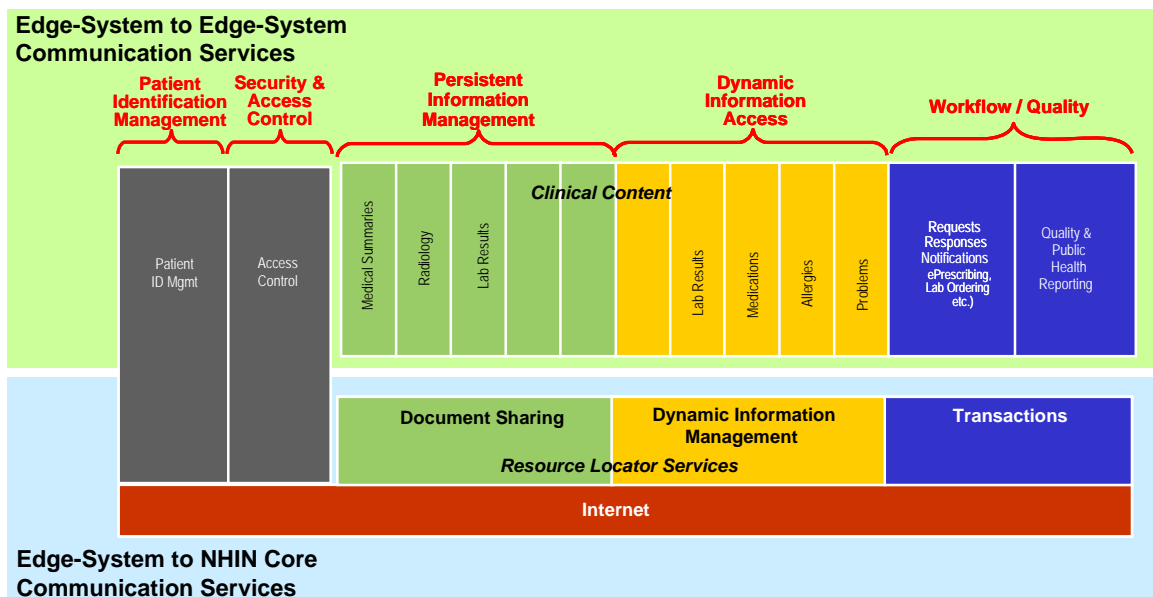 Edge-System to Edge-System
Communication Services
Patient
Identification
Management
Security &
Access
Control
Persistent
Information
Management
Dynamic
Information
Access
Workflow / Quality
Clinical Content
Patient
ID Mgmt
Access
Control
Medical Summaries
Radiology
Lab Results
Lab Results
Medications
Allergies
Problems
Requests
Responses
Notifications
ePrescribing,
Lab Ordering
etc.)
Quality &
Public
Health
Reporting
Document Sharing
Dynamic Information
Management
Transactions
Resource Locator Services
Internet
Edge-System to NHIN Core
Communication Services